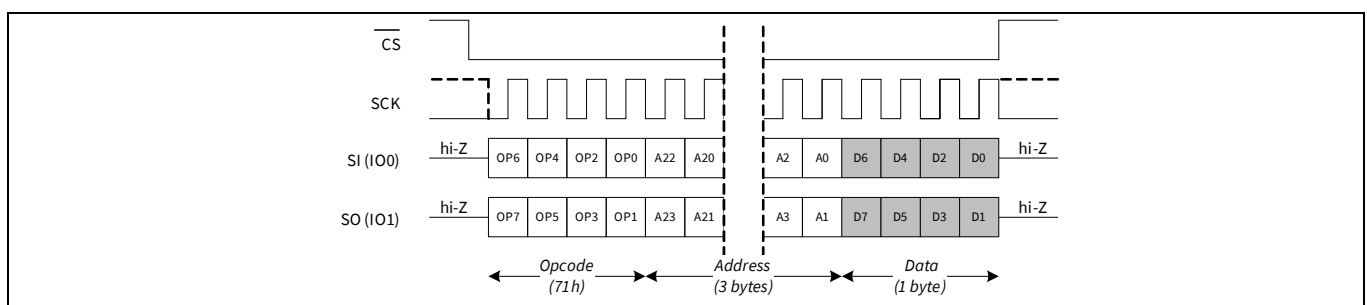 CS
SCK
hi-Z
SI (IO0)
OP6 OP4 OP2 OP0 A22 A20 A2 A0 D6 D4 D2 D0
hi-Z
hi-Z
SO (IO1)
OP7 OP5 OP3 OP1 A23 A21 A3 A1 D7 D5 D3 D1
hi-Z
Opcode
(71h)
Address
(3 bytes)
Data
(1 byte)